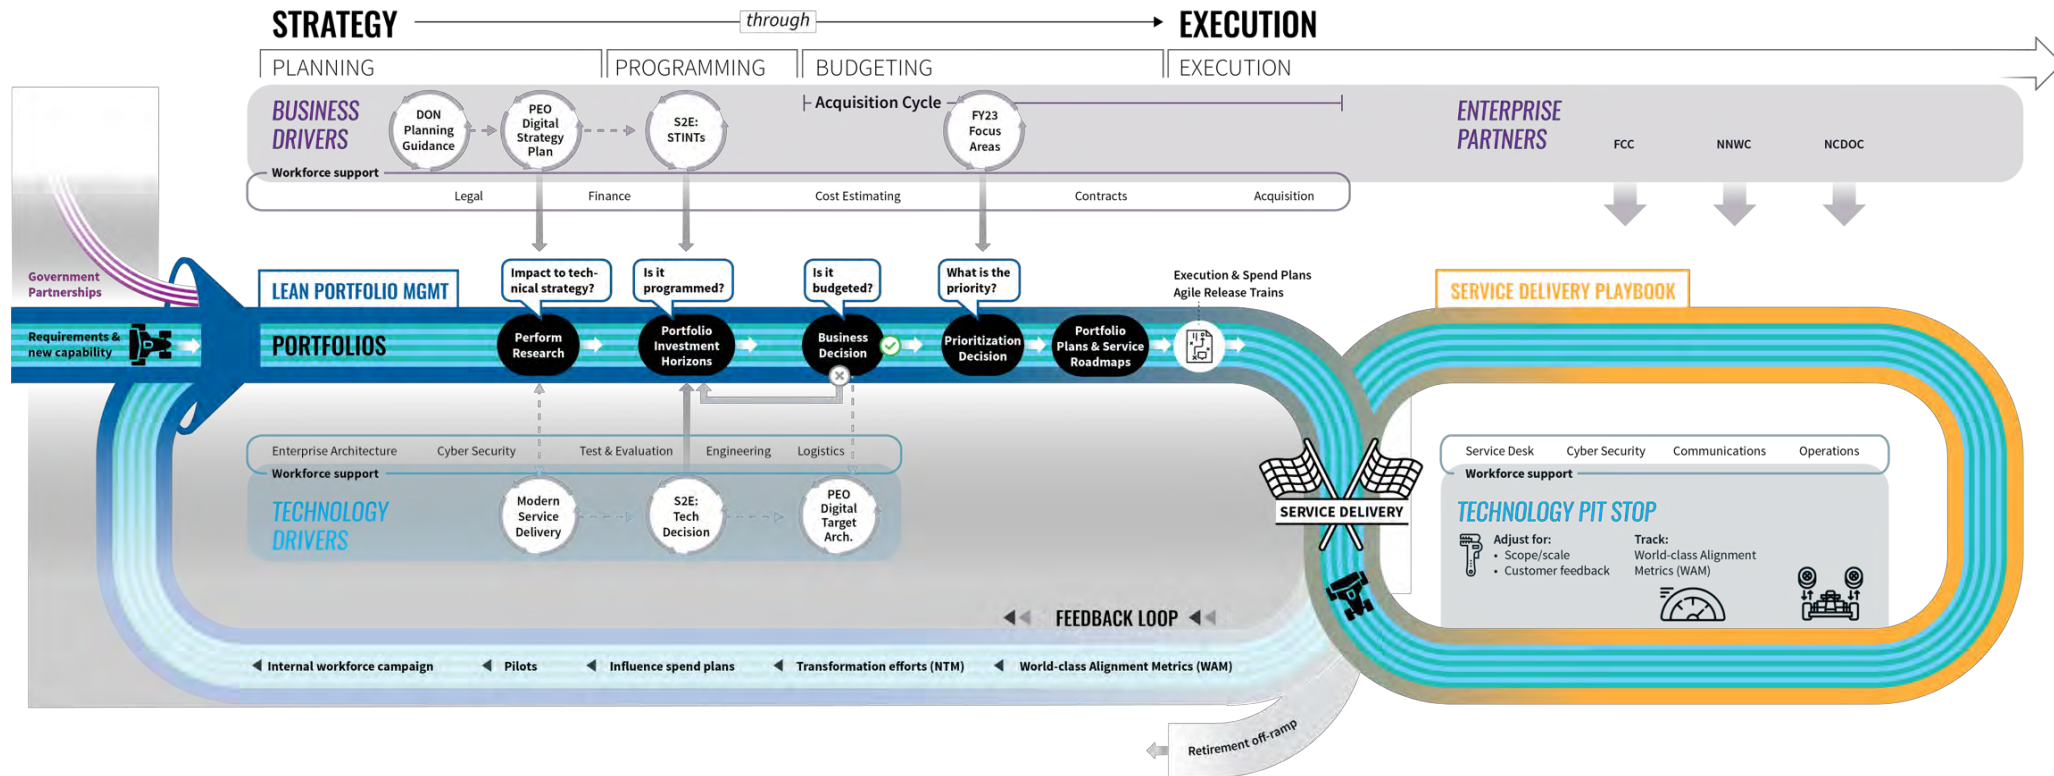 STRATEGY
through
EXECUTION
PLANNING
PROGRAMMING
BUDGETING
EXECUTION
BUSINESS
DRIVERS
DON
Planning
Guidance
PEO
Digital
Strategy
Plan
S2E:
STINTs
Acquisition Cycle
FY23
Focus
Areas
ENTERPRISE
PARTNERS
FCC
NNWC
NCDOC
Workforce support
Legal
Finance
Cost Estimating
Contracts
Acquisition
Government
Partnerships
Requirements &
new capability
LEAN PORTFOLIO MGMT
PORTFOLIOS
Impact to tech-
nical strategy?
Perform
Research
Is it
programmed?
Portfolio
Investment
Horizons
Is it
budgeted?
Business
Decision
What is the
priority?
Prioritization
Decision
Portfolio
Plans & Service
Roadmaps
Execution & Spend Plans
Agile Release Trains
SERVICE DELIVERY PLAYBOOK
Enterprise Architecture
Cyber Security
Test & Evaluation
Engineering
Logistics
Workforce support
TECHNOLOGY
DRIVERS
Modern
Service
Delivery
S2E:
Tech
Decision
PEO
Digital
Target
Arch.
SERVICE DELIVERY
Service Desk
Cyber Security
Communications
Operations
Workforce support
TECHNOLOGY PIT STOP
Adjust for:
• Scope/scale
• Customer feedback
Track:
World-class Alignment
Metrics (WAM)
FEEDBACK LOOP
Internal workforce campaign
Pilots
Influence spend plans
Transformation efforts (NTM)
World-class Alignment Metrics (WAM)
Retirement off-ramp